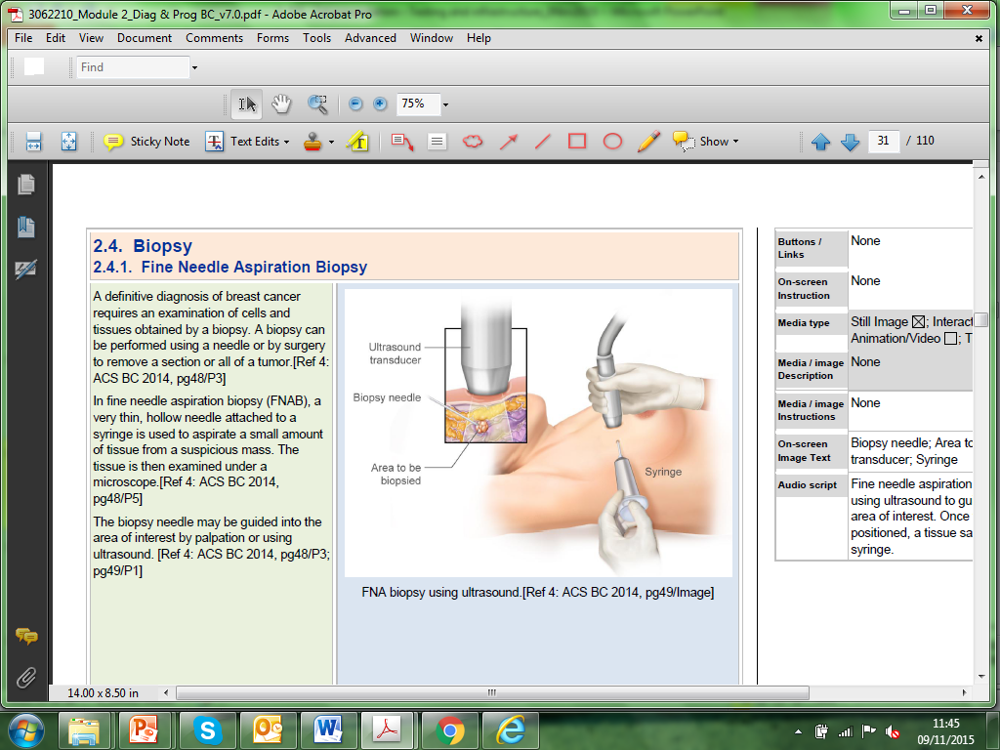 3062210_Module 2_Diag & Prog BC_v7.0.pdf - Adobe Acrobat Pro
File Edit View Document Comments Forms Tools Advanced Window Help
Find
75%
Sticky Note Text Edits Show 31 / 110
2.4. Biopsy
2.4.1. Fine Needle Aspiration Biopsy
A definitive diagnosis of breast cancer
requires an examination of cells and
tissues obtained by a biopsy. A biopsy can
be performed using a needle or by surgery
to remove a section or all of a tumor.[Ref 4:
ACS BC 2014, pg48/P3]
In fine needle aspiration biopsy (FNAB), a
very thin, hollow needle attached to a
syringe is used to aspirate a small amount
of tissue from a suspicious mass. The
tissue is then examined under a
microscope.[Ref 4: ACS BC 2014,
pg48/P5]
The biopsy needle may be guided into the
area of interest by palpation or using
ultrasound. [Ref 4: ACS BC 2014, pg48/P3;
pg49/P1]
Ultrasound
transducer
Biopsy needle
Area to be
biopsied
Syringe
FNA biopsy using ultrasound.[Ref 4: ACS BC 2014, pg49/Image]
Buttons /
Links
None
On-screen
Instruction
None
Media type
Still Image ; Interact
Animation/Video ; T
Media / image
Description
None
Media / image
Instructions
None
On-screen
Image Text
Biopsy needle; Area to
transducer; Syringe
Audio script
Fine needle aspiration
using ultrasound to gu
area of interest. Once
positioned, a tissue sa
syringe.
14.00 x 8.50 in
11:45
09/11/2015